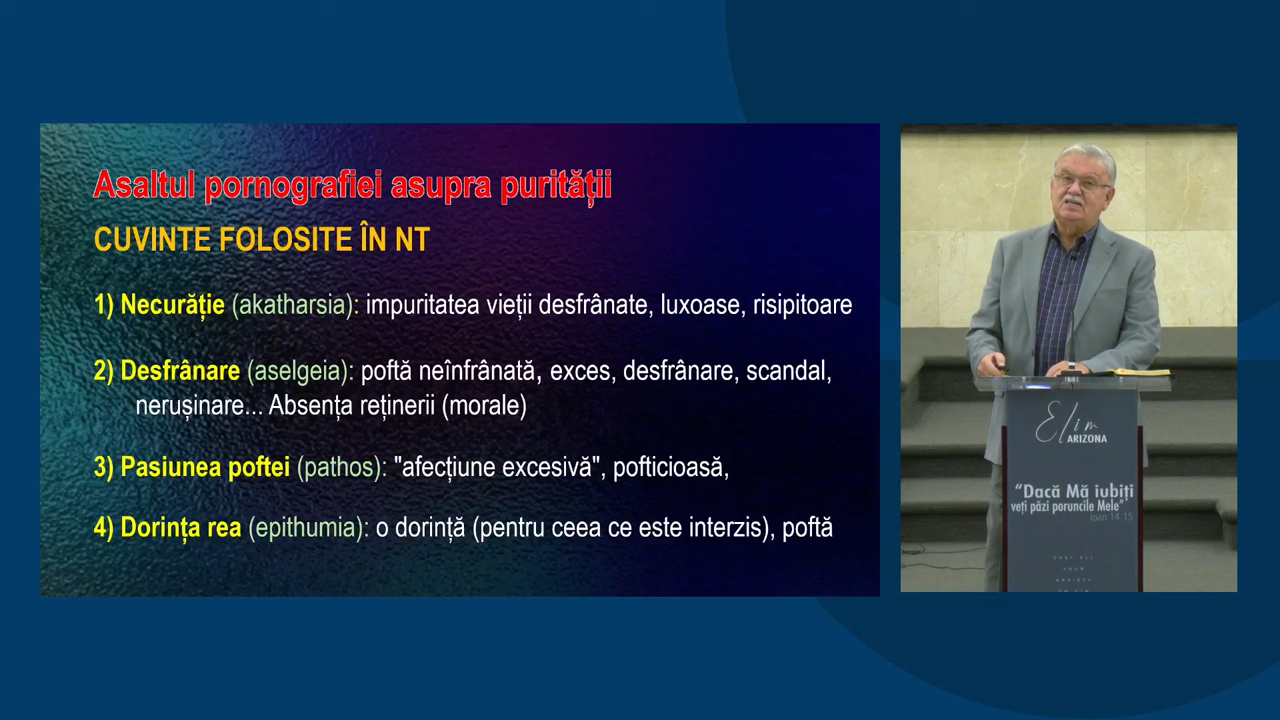 Asaltul pornografiei asupra purității
CUVINTE FOLOSITE ÎN NT
1) Necurăție (akatharsia): impuritatea vieții desfrânate, luxoase, risipitoare
2) Desfrânare (aselgeia): poftă neînfrânată, exces, desfrânare, scandal,
nerușinare... Absența reținerii (morale)
3) Pasiunea poftei (pathos): "afecțiune excesivă", pofticioasă,
4) Dorința rea (epithumia): o dorință (pentru ceea ce este interzis), poftă
Elim
ARIZONA
“Dacă Mă iubiți
veți păzi poruncile Mele”
Ioan 14:15